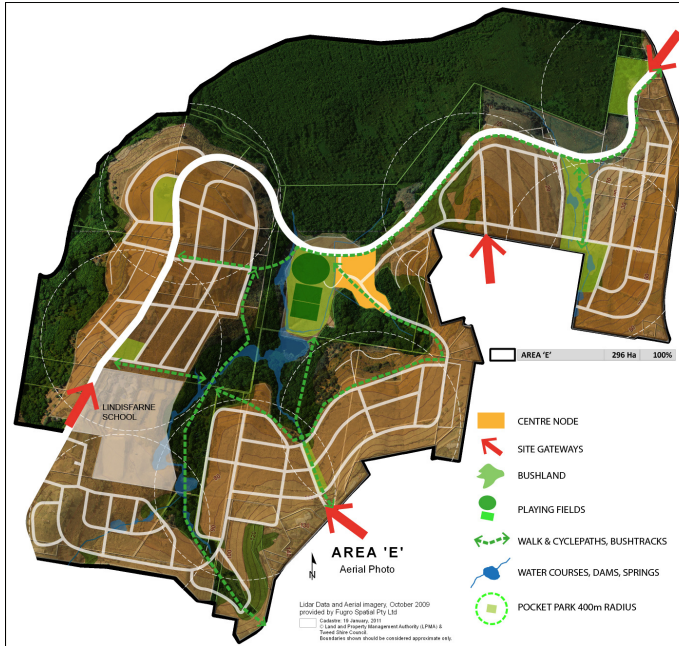 LINDISFARNE
SCHOOL
AREA 'E' 296 Ha 100%
CENTRE NODE
SITE GATEWAYS
BUSHLAND
PLAYING FIELDS
WALK & CYCLEPATHS, BUSHTRACKS
WATER COURSES, DAMS, SPRINGS
POCKET PARK 400m RADIUS
AREA 'E'
Aerial Photo
N
Lidar Data and Aerial imagery, October 2009
provided by Fugro Spatial Pty Ltd
Cadastre: 19 January, 2011
© Land and Property Management Authority (LPMA) &
Tweed Shire Council.
Boundaries shown should be considered approximate only.